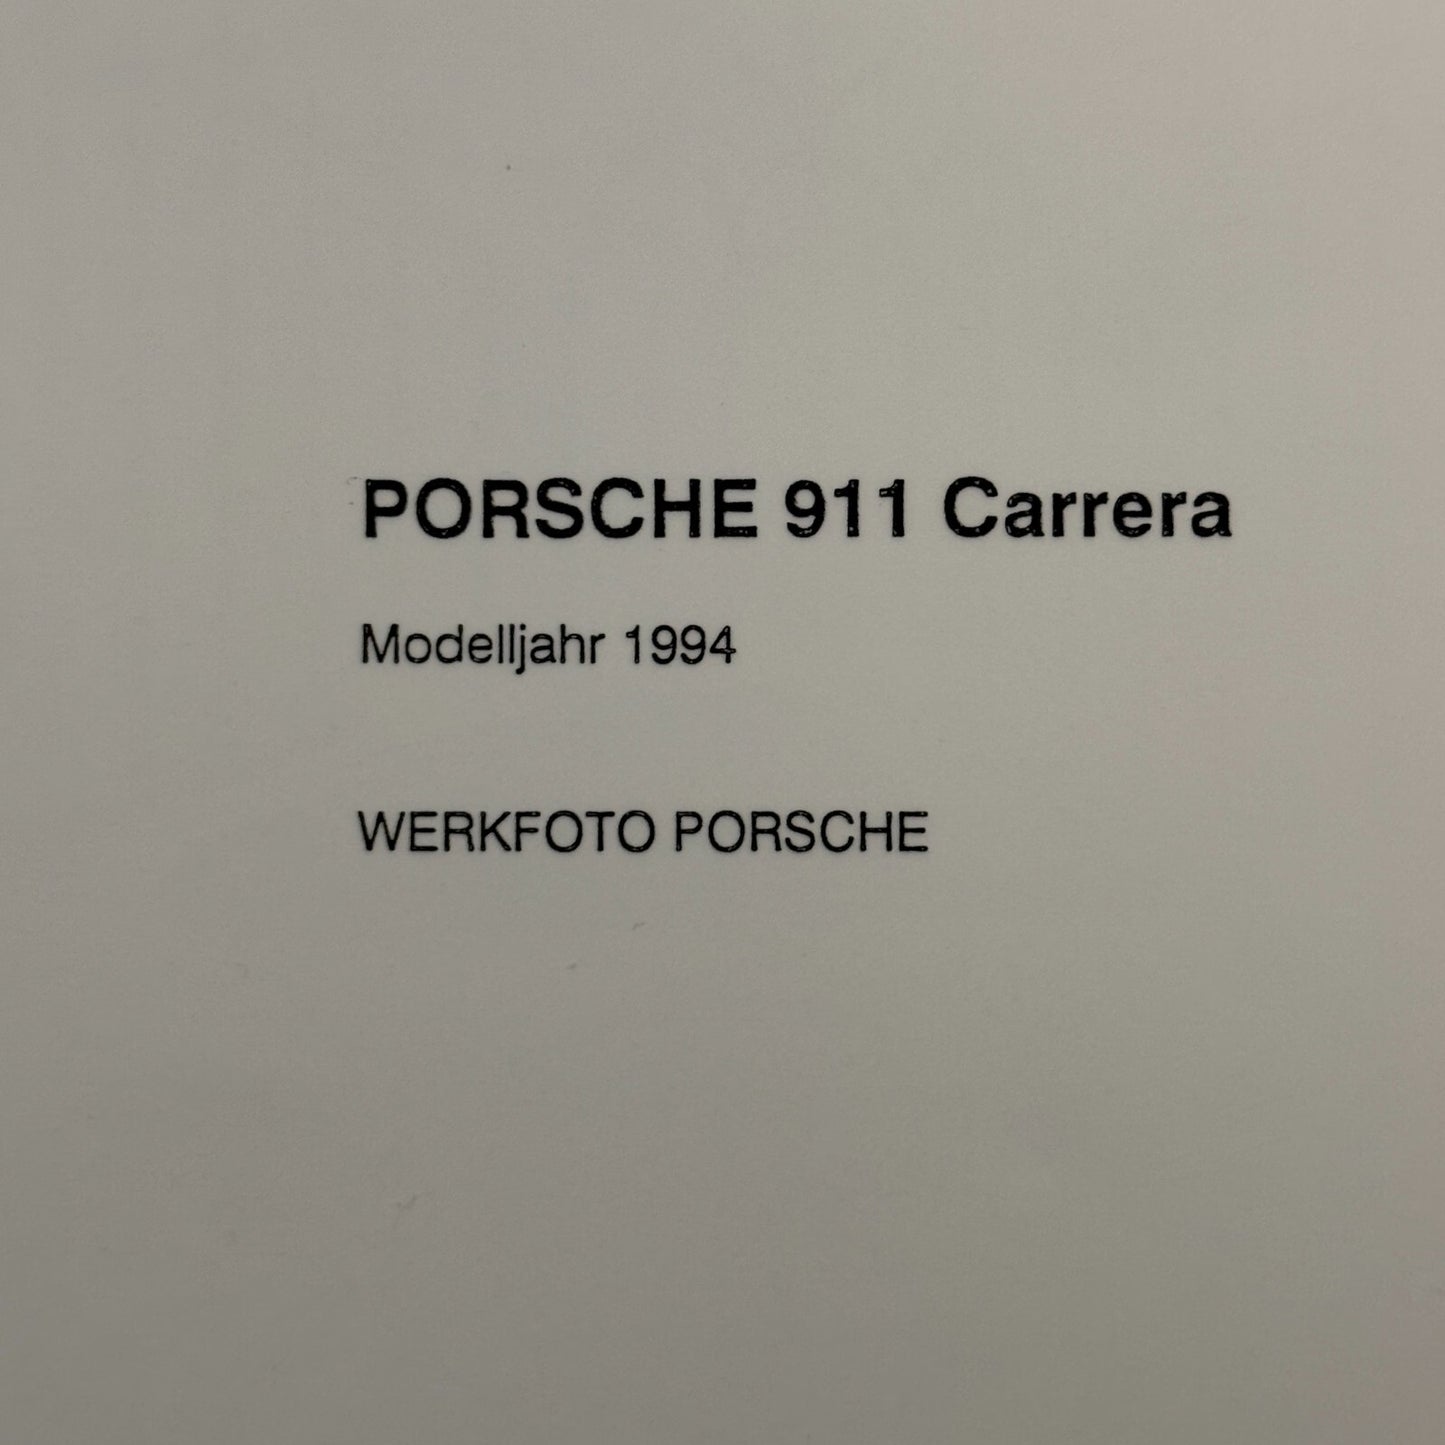 PORSCHE 911 Carrera
Modelljahr 1994
WERKFOTO PORSCHE